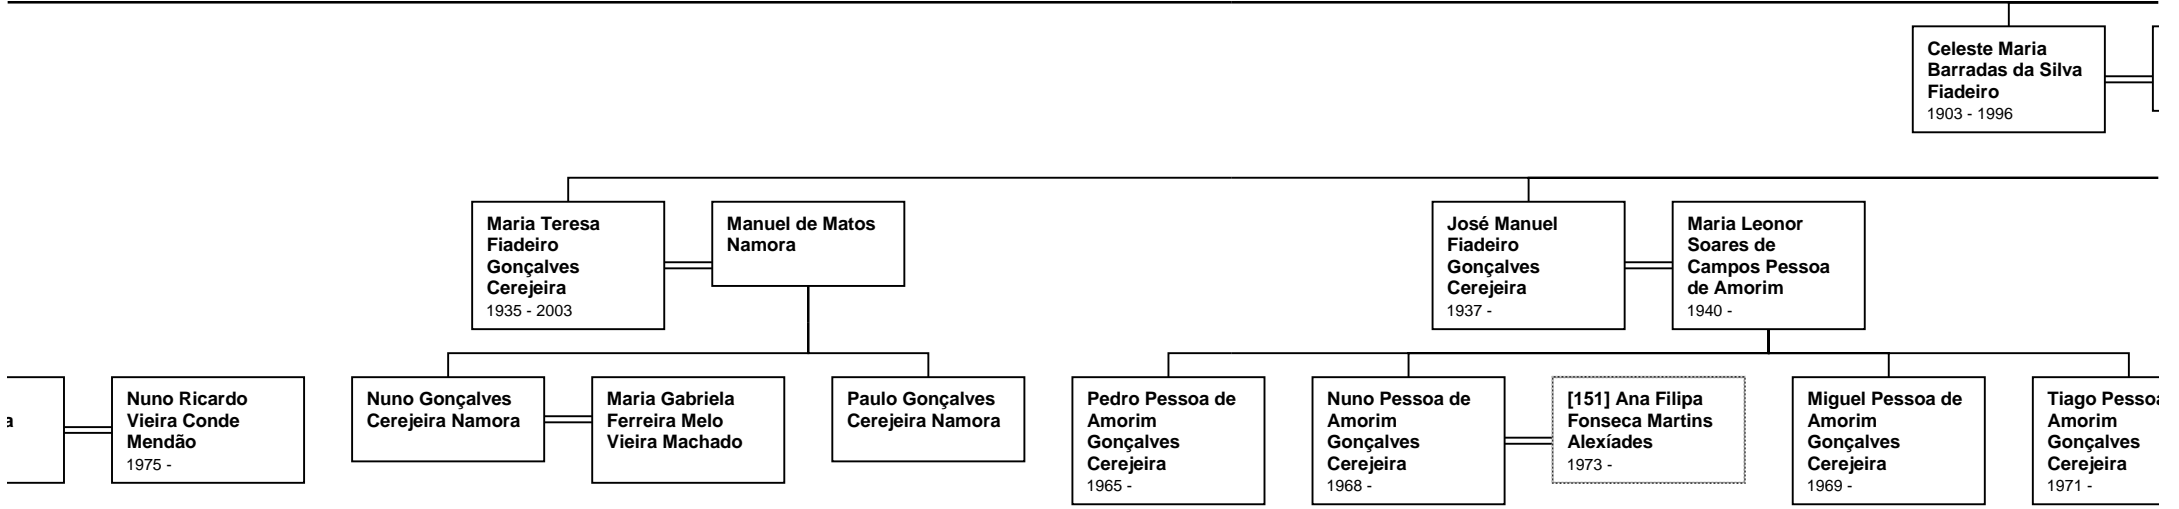 Celeste Maria
Barradas da Silva
Fiadeiro
1903 - 1996
Maria Teresa
Fiadeiro
Gonçalves
Cerejeira
1935 - 2003
Manuel de Matos
Namora
José Manuel
Fiadeiro
Gonçalves
Cerejeira
1937 -
Maria Leonor
Soares de
Campos Pessoa
de Amorim
1940 -
a
Nuno Ricardo
Vieira Conde
Mendão
1975 -
Nuno Gonçalves
Cerejeira Namora
Maria Gabriela
Ferreira Melo
Vieira Machado
Paulo Gonçalves
Cerejeira Namora
Pedro Pessoa de
Amorim
Gonçalves
Cerejeira
1965 -
Nuno Pessoa de
Amorim
Gonçalves
Cerejeira
1968 -
[151] Ana Filipa
Fonseca Martins
Alexíades
1973 -
Miguel Pessoa de
Amorim
Gonçalves
Cerejeira
1969 -
Tiago Pessoa
Amorim
Gonçalves
Cerejeira
1971 -